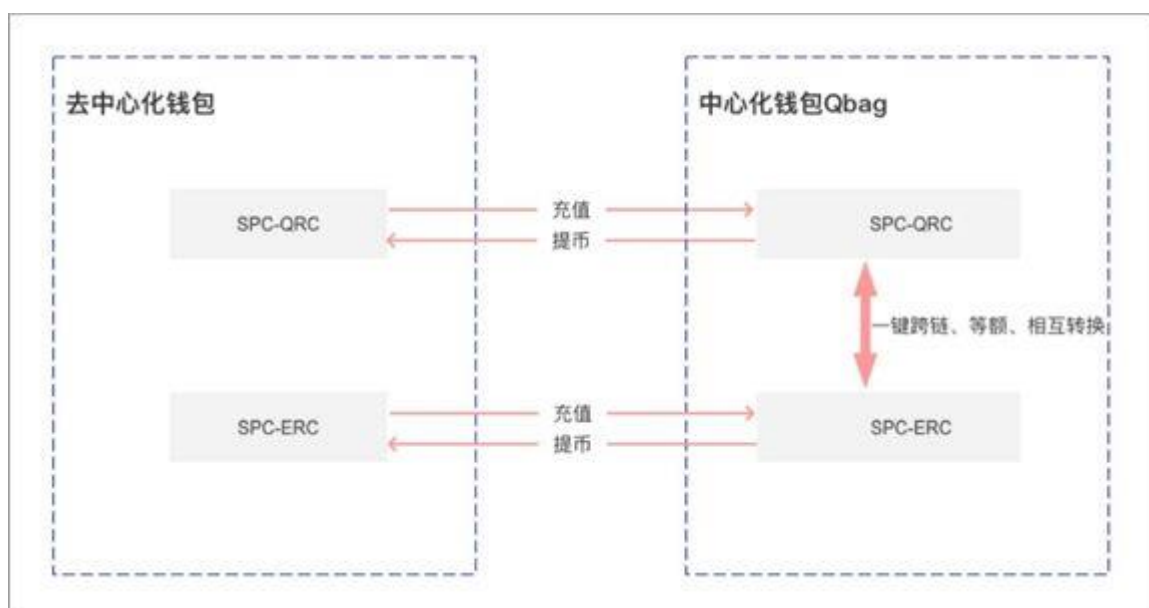 去中心化钱包
中心化钱包Qbag
SPC-QRC
充值
提币
SPC-QRC
一键跨链、等额、相互转换
SPC-ERC
充值
提币
SPC-ERC